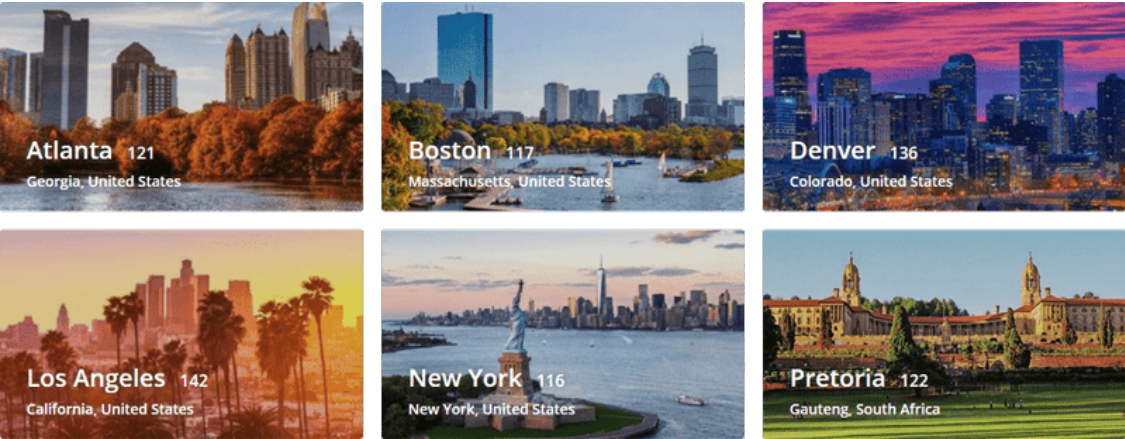 Atlanta 121
Georgia, United States
Boston 117
Massachusetts, United States
Denver 136
Colorado, United States
Los Angeles 142
California, United States
New York 116
New York, United States
Pretoria 122
Gauteng, South Africa